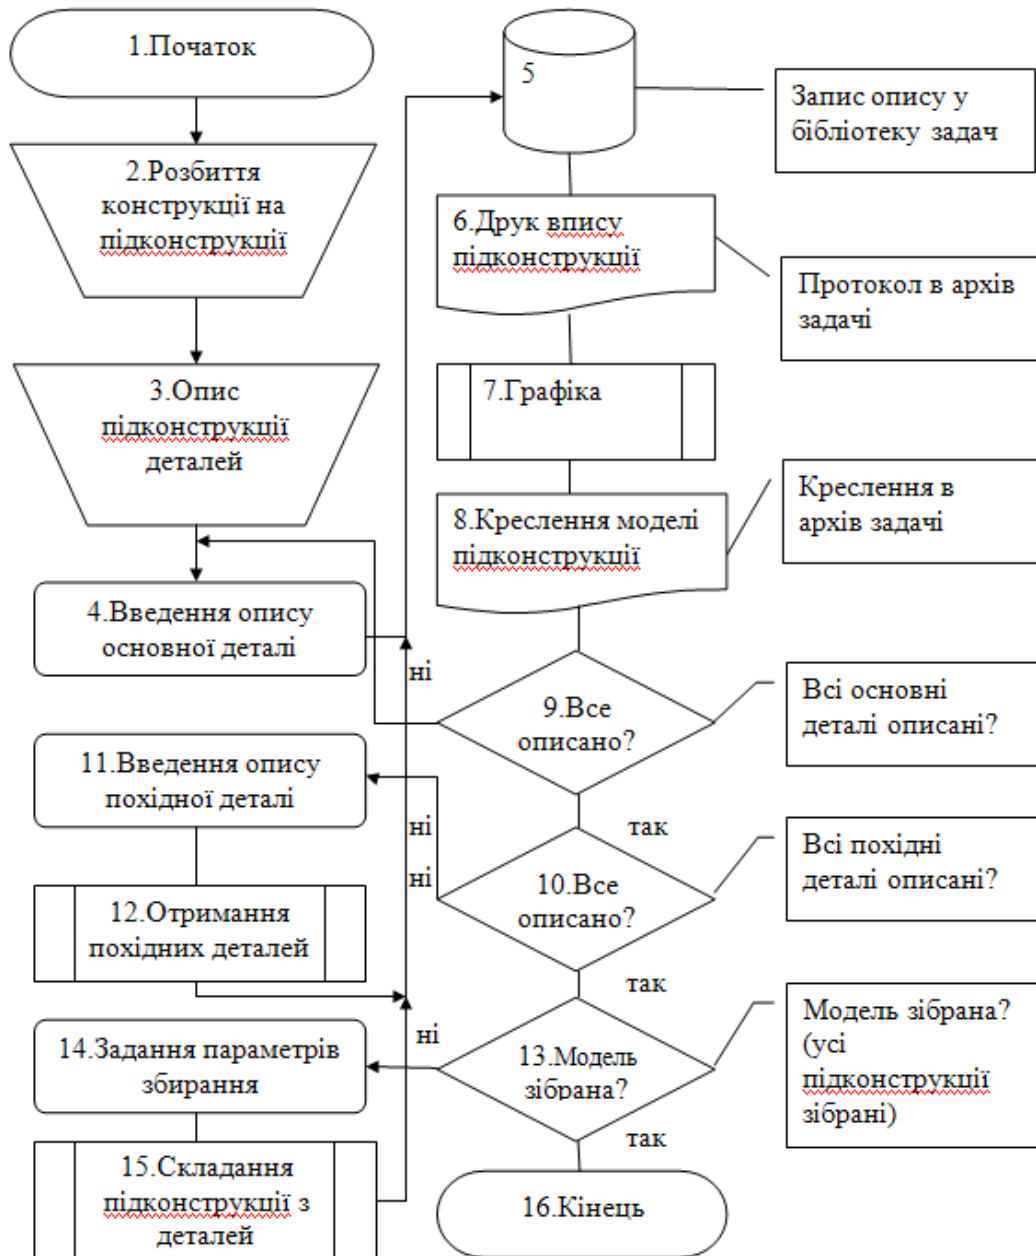 1.Початок
2.Розбиття
конструкції на
підконструкції
3.Опис
підконструкції
деталей
4.Введення опису
основної деталі
5
Запис опису у
бібліотеку задач
6.Друк впису
підконструкції
Протокол в архів
задачі
7.Графіка
8.Креслення моделі
підконструкції
Креслення в
архів задачі
ні
9.Все
описано?
Всі основні
деталі описані?
так
11.Введення опису
похідної деталі
ні
ні
10.Все
описано?
Всі похідні
деталі описані?
так
12.Отримання
похідних деталей
ні
13.Модель
зібрана?
Модель зібрана?
(усі
підконструкції
зібрані)
так
14.Задання параметрів
збирання
15.Складання
підконструкції з
деталей
16.Кінець